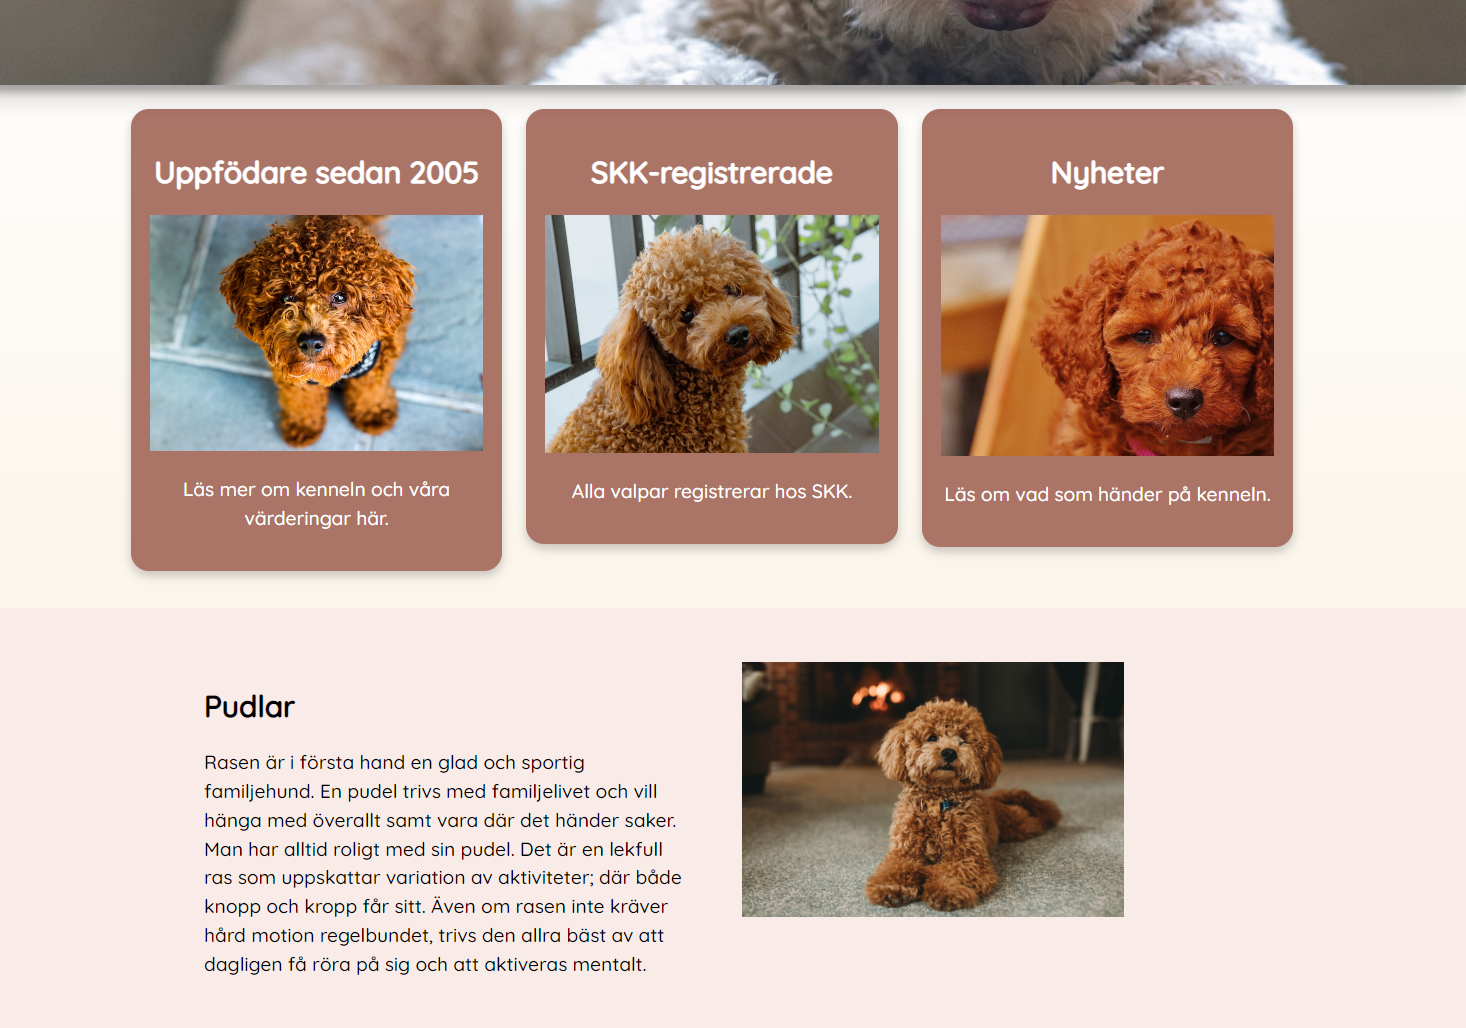 Uppfödare sedan 2005
SKK-registrerade
Nyheter
Läs mer om kenneln och våra
värderingar här.
Alla valpar registrerar hos SKK.
Läs om vad som händer på kenneln.
Pudlar
Rasen är i första hand en glad och sportig
familjehund. En pudel trivs med familjelivet och vill
hänga med överallt samt vara där det händer saker.
Man har alltid roligt med sin pudel. Det är en lekfull
ras som uppskattar variation av aktiviteter; där både
knopp och kropp får sitt. Även om rasen inte kräver
hård motion regelbundet, trivs den allra bäst av att
dagligen få röra på sig och att aktiveras mentalt.